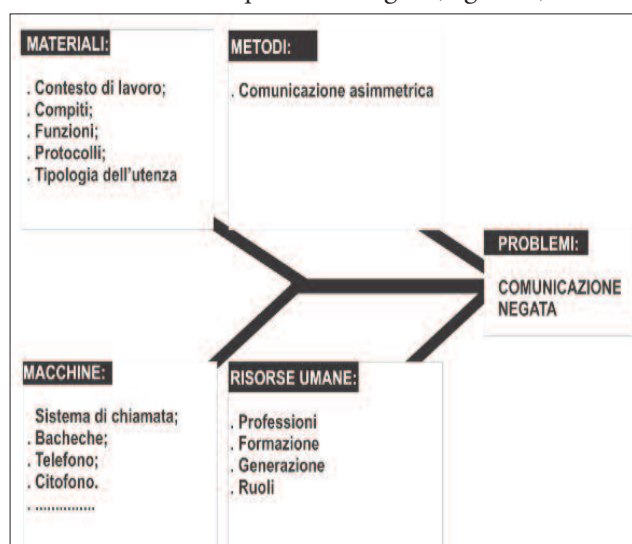 MATERIALI:
. Contesto di lavoro;
. Compiti;
. Funzioni;
. Protocolli;
. Tipologia dell'utenza
METODI:
. Comunicazione asimmetrica
PROBLEMI:
COMUNICAZIONE
NEGATA
MACCHINE:
Sistema di chiamata;
. Bacheche;
. Telefono;
. Citofono.
. ...............
RISORSE UMANE:
. Professioni
. Formazione
. Generazione
. Ruoli